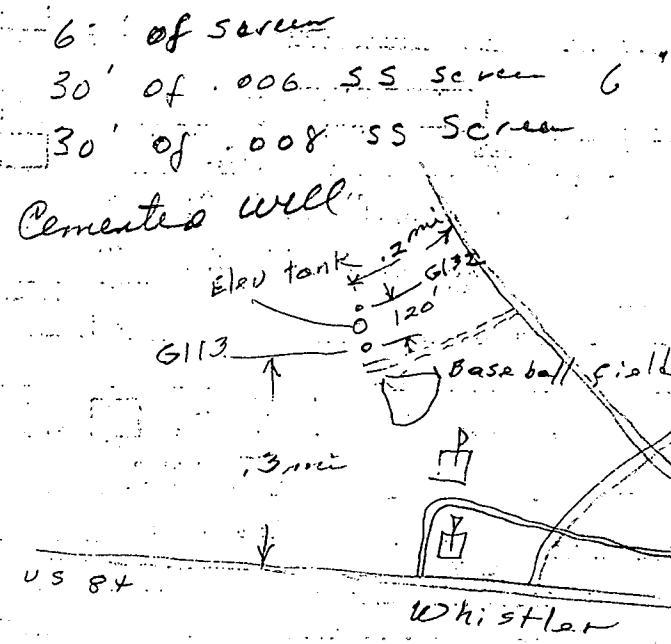 6' of screen
30' of .006 SS screen 6"
30' of .008 SS Screen
Cemented well
.2 mi
Elev tank
G132
120'
G113
Baseball field
.3 mi
US 84
Whistler